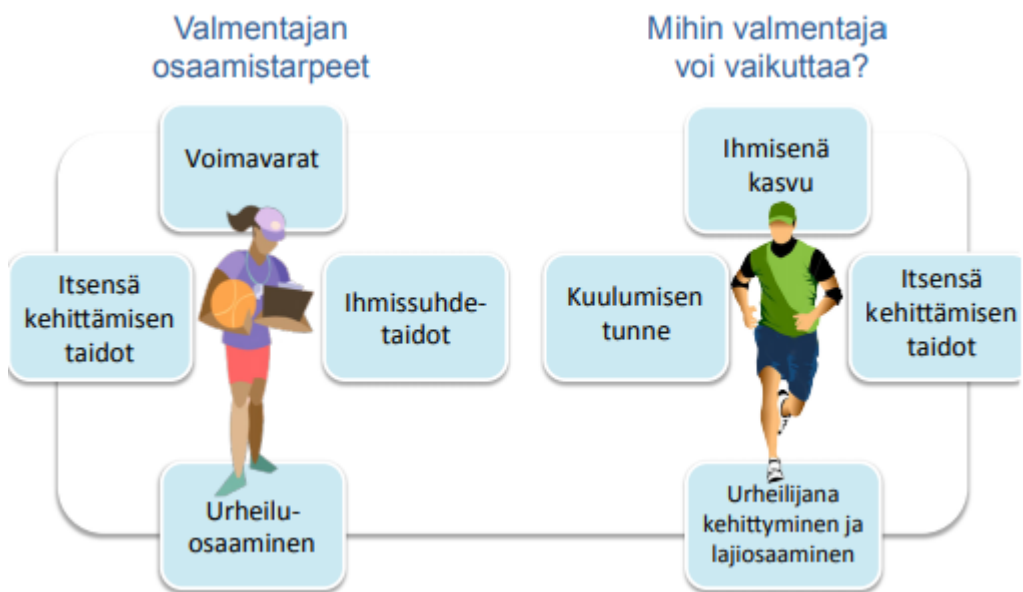 Valmentajan
osaamistarpeet
Voimavarat
Itsensä
kehittämisen
taidot
Ihmissuhde-
taidot
Urheilu-
osaaminen
Mihin valmentaja
voi vaikuttaa?
Ihmisenä
kasvu
Kuulumisen
tunne
Itsensä
kehittämisen
taidot
Urheilijana
kehittyminen ja
lajiosaaminen